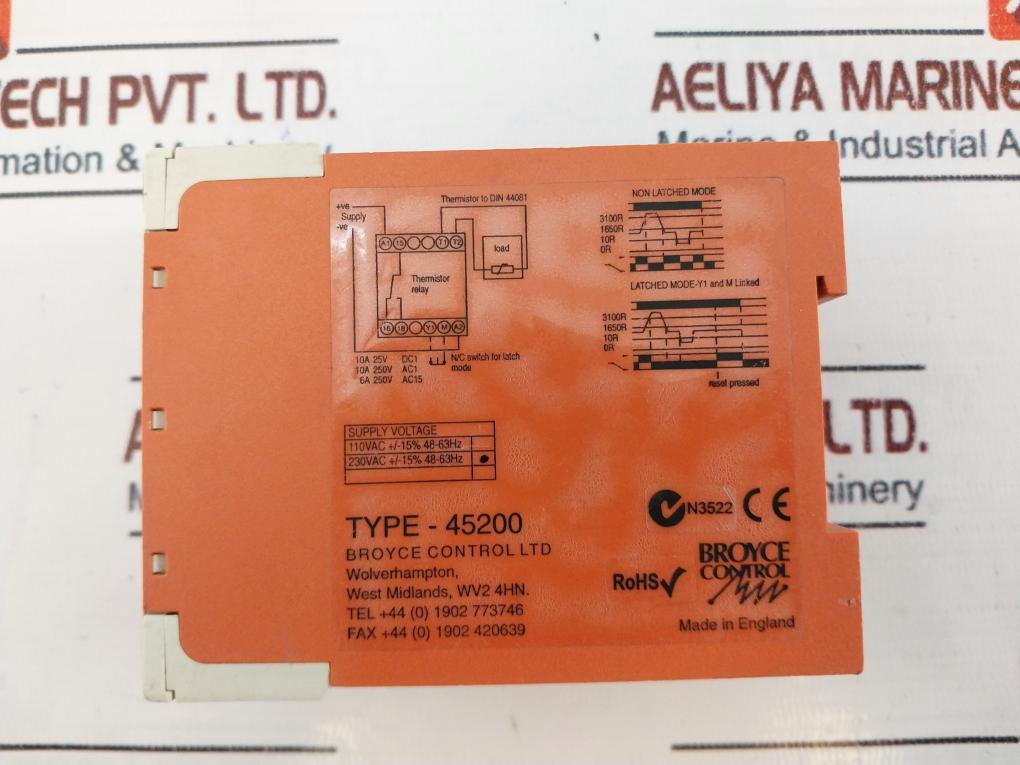 TECH PVT. LTD.
AELIYA MARINE
mation & Machinery
Marine & Industrial A
+ve
Supply
-ve
Thermistor to DIN 44081
A1 15 T1 T2
load
Thermistor
relay
16 18 Y1 M A2
10A 25V DC1
10A 250V AC1
6A 250V AC15
N/C switch for latch
mode
NON LATCHED MODE
3100R
1650R
10R
0R
LATCHED MODE-Y1 and M Linked
3100R
1650R
10R
0R
reset pressed
SUPPLY VOLTAGE
110VAC +/-15% 48-63Hz
230VAC +/-15% 48-63Hz
TYPE - 45200
BROYCE CONTROL LTD
Wolverhampton,
West Midlands, WV2 4HN.
TEL +44 (0) 1902 773746
FAX +44 (0) 1902 420639
N3522 CE
RoHS
BROYCE
CONTROL
Made in England
A
LTD.
M
hinery